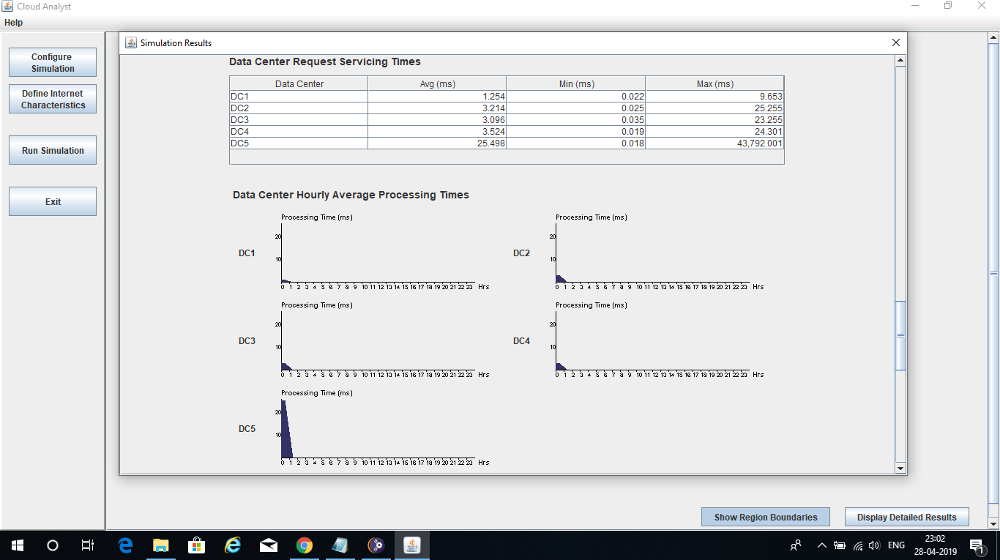 Cloud Analyst
Help
Configure
Simulation
Define Internet
Characteristics
Run Simulation
Exit
Simulation Results
Data Center Request Servicing Times
Data Center Avg (ms) Min (ms) Max (ms)
DC1 1.254 0.022 9.653
DC2 3.214 0.025 25.255
DC3 3.096 0.035 23.255
DC4 3.524 0.019 24.301
DC5 25.498 0.018 43,792.001
Data Center Hourly Average Processing Times
DC1
Processing Time (ms)
20
10
0 1 2 3 4 5 6 7 8 9 10 11 12 13 14 15 16 17 18 19 20 21 22 23 Hrs
DC2
Processing Time (ms)
20
10
0 1 2 3 4 5 6 7 8 9 10 11 12 13 14 15 16 17 18 19 20 21 22 23 Hrs
DC3
Processing Time (ms)
20
10
0 1 2 3 4 5 6 7 8 9 10 11 12 13 14 15 16 17 18 19 20 21 22 23 Hrs
DC4
Processing Time (ms)
20
10
0 1 2 3 4 5 6 7 8 9 10 11 12 13 14 15 16 17 18 19 20 21 22 23 Hrs
DC5
Processing Time (ms)
20
10
0 1 2 3 4 5 6 7 8 9 10 11 12 13 14 15 16 17 18 19 20 21 22 23 Hrs
Show Region Boundaries
Display Detailed Results
ENG
23:02
28-04-2019
1